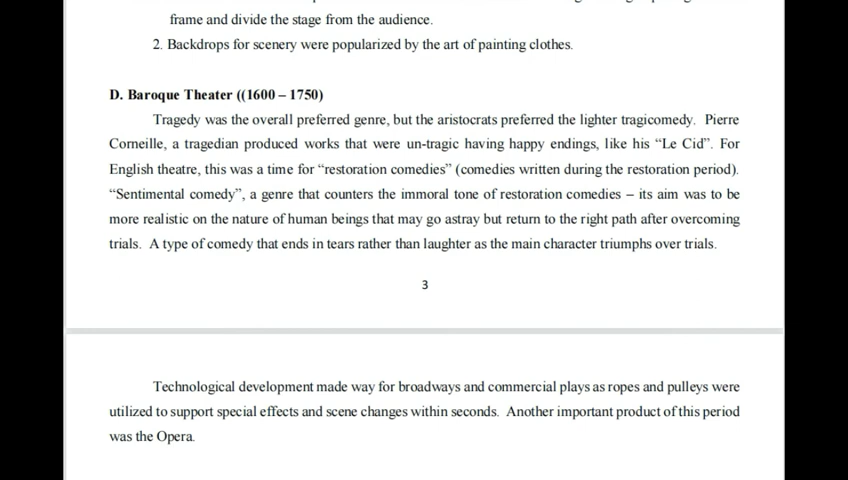 frame and divide the stage from the audience.
2. Backdrops for scenery were popularized by the art of painting clothes.
D. Baroque Theater ((1600 – 1750)
Tragedy was the overall preferred genre, but the aristocrats preferred the lighter tragicomedy. Pierre
Corneille, a tragedian produced works that were un-tragic having happy endings, like his “Le Cid”. For
English theatre, this was a time for “restoration comedies” (comedies written during the restoration period).
“Sentimental comedy”, a genre that counters the immoral tone of restoration comedies – its aim was to be
more realistic on the nature of human beings that may go astray but return to the right path after overcoming
trials. A type of comedy that ends in tears rather than laughter as the main character triumphs over trials.
3
Technological development made way for broadways and commercial plays as ropes and pulleys were
utilized to support special effects and scene changes within seconds. Another important product of this period
was the Opera.